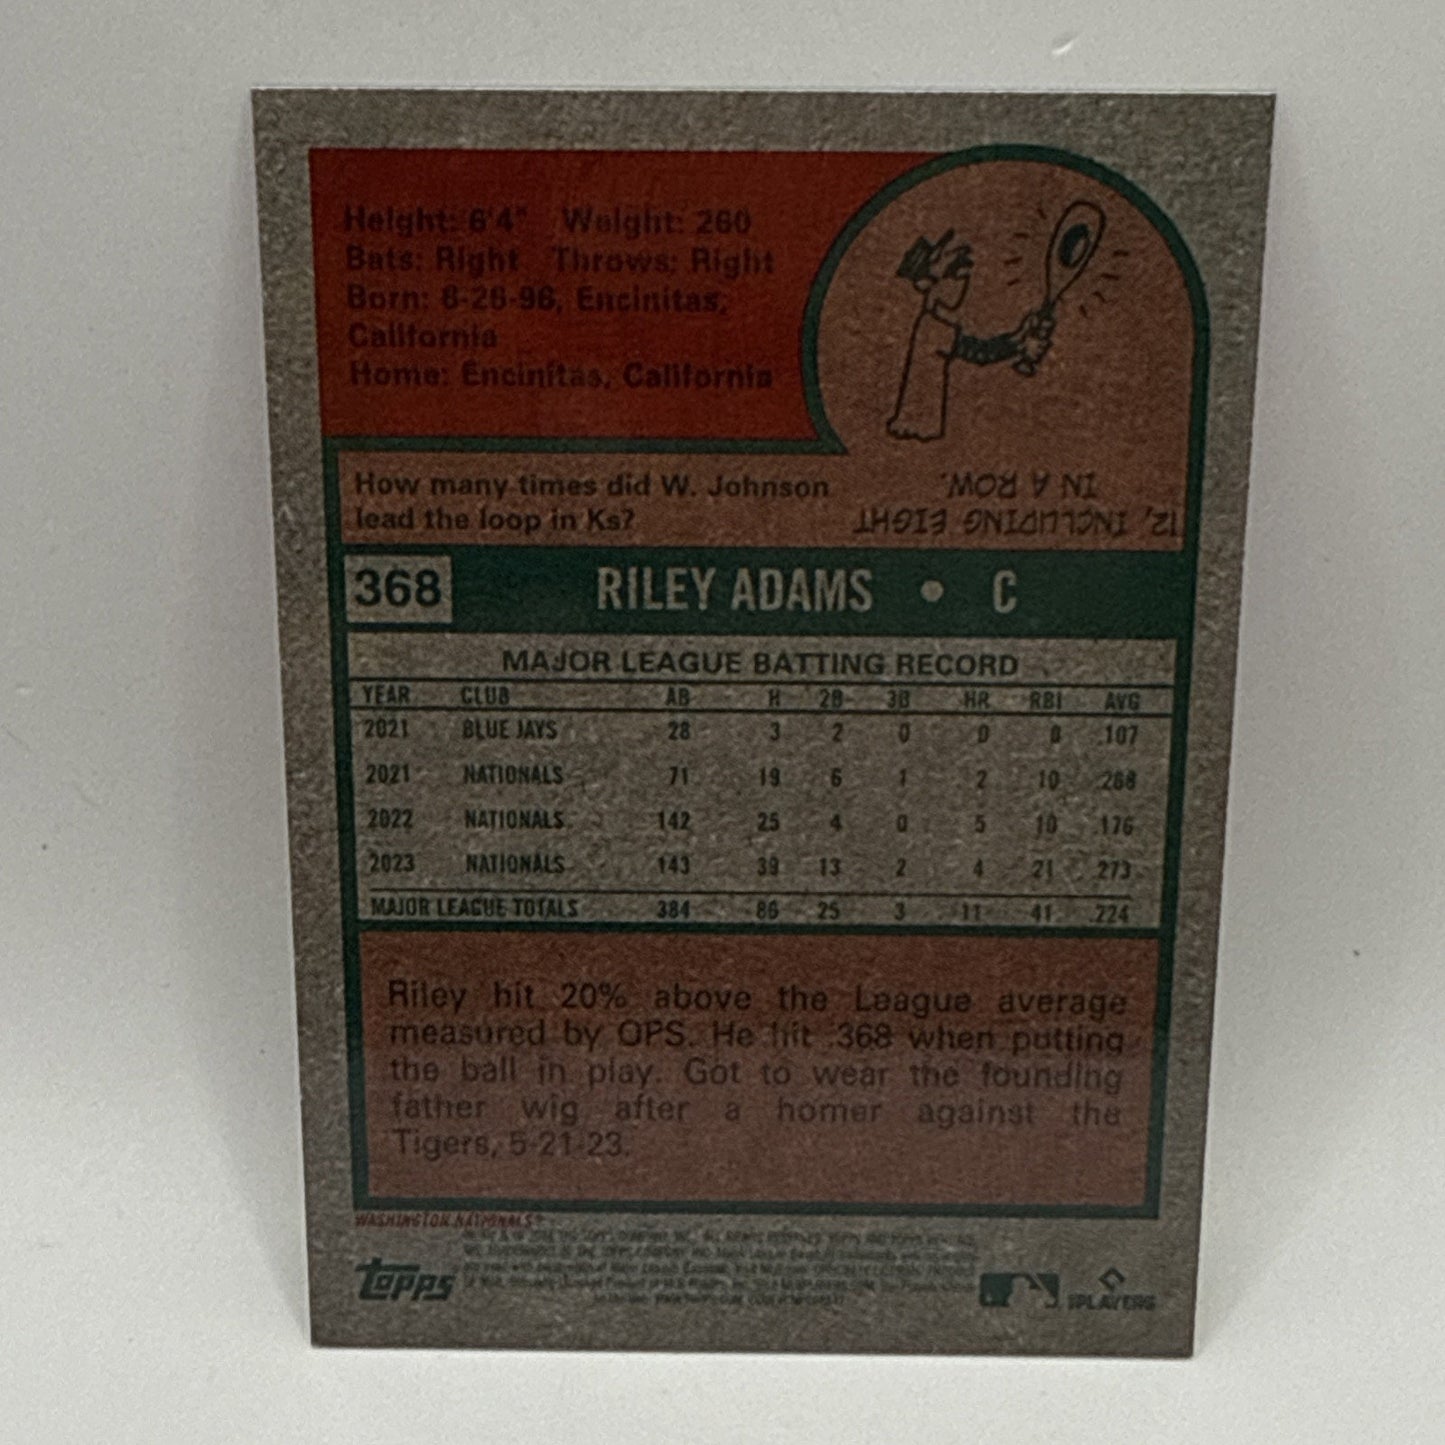 Height: 6'4" Weight: 260
Bats: Right Throws: Right
Born: 6-26-96, Encinitas,
California
Home: Encinitas, California
How many times did W. Johnson
lead the loop in Ks?
12, INCLUDING EIGHT
IN A ROW.
368 RILEY ADAMS • C
MAJOR LEAGUE BATTING RECORD
YEAR CLUB AB H 2B 3B HR RBI AVG
2021 BLUE JAYS 28 3 2 0 0 0 .107
2021 NATIONALS 71 19 6 1 2 10 .268
2022 NATIONALS 142 25 4 0 5 10 .176
2023 NATIONALS 143 39 13 2 4 21 .273
MAJOR LEAGUE TOTALS 384 86 25 3 11 41 .224
Riley hit 20% above the League average
measured by OPS. He hit .368 when putting
the ball in play. Got to wear the founding
father wig after a homer against the
Tigers, 5-21-23.
WASHINGTON NATIONALS®
topps
PLAYERS